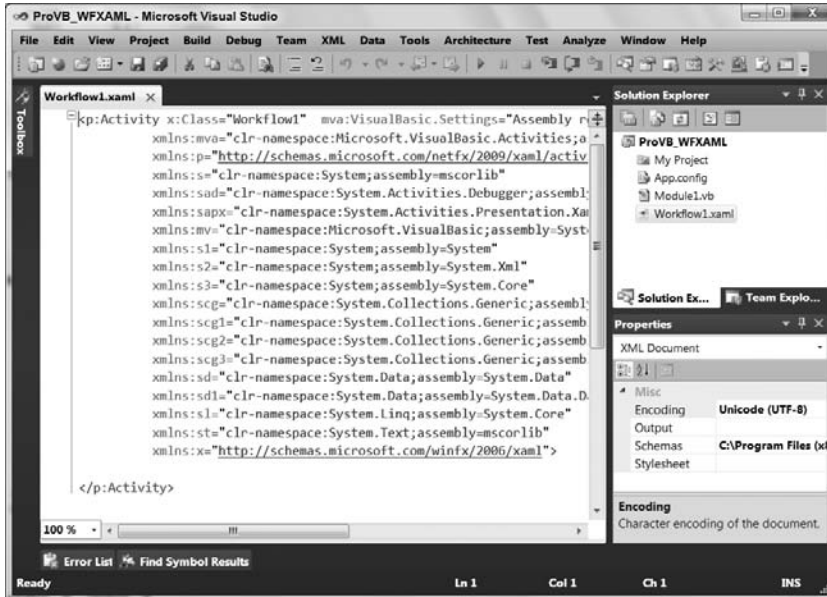 ProVB_WFXAML - Microsoft Visual Studio
File Edit View Project Build Debug Team XML Data Tools Architecture Test Analyze Window Help
Toolbox
Workflow1.xaml
<p:Activity x:Class="Workflow1" mva:VisualBasic.Settings="Assembly r
xmlns:mva="clr-namespace:Microsoft.VisualBasic.Activities;a
xmlns:p="http://schemas.microsoft.com/netfx/2009/xaml/activ
xmlns:s="clr-namespace:System;assembly=mscorlib"
xmlns:sad="clr-namespace:System.Activities.Debugger;assembl
xmlns:sapx="clr-namespace:System.Activities.Presentation.Xa
xmlns:mv="clr-namespace:Microsoft.VisualBasic;assembly=Syst
xmlns:s1="clr-namespace:System;assembly=System"
xmlns:s2="clr-namespace:System;assembly=System.Xml"
xmlns:s3="clr-namespace:System;assembly=System.Core"
xmlns:scg="clr-namespace:System.Collections.Generic;assembl
xmlns:scg1="clr-namespace:System.Collections.Generic;assemb
xmlns:scg2="clr-namespace:System.Collections.Generic;assemb
xmlns:scg3="clr-namespace:System.Collections.Generic;assemb
xmlns:sd="clr-namespace:System.Data;assembly=System.Data"
xmlns:sd1="clr-namespace:System.Data;assembly=System.Data.D
xmlns:sl="clr-namespace:System.Linq;assembly=System.Core"
xmlns:st="clr-namespace:System.Text;assembly=mscorlib"
xmlns:x="http://schemas.microsoft.com/winfx/2006/xaml">
</p:Activity>
100 %
Solution Explorer
ProVB_WFXAML
My Project
App.config
Module1.vb
Workflow1.xaml
Solution Ex... Team Explo...
Properties
XML Document
Misc
Encoding Unicode (UTF-8)
Output
Schemas C:\Program Files (x
Stylesheet
Encoding
Character encoding of the document.
Error List Find Symbol Results
Ready Ln 1 Col 1 Ch 1 INS